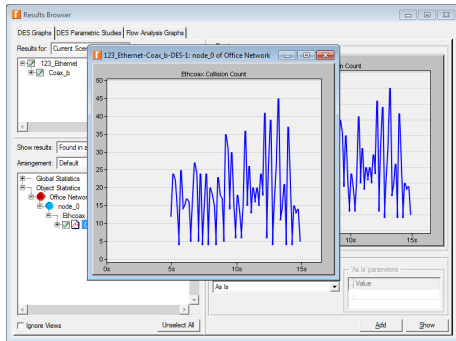 Results Browser
DES Graphs DES Parametric Studies Flow Analysis Graphs
Results for: Current Scen
123_Ethernet
Coax_b
Show results: Found in a
Arrangement: Default
Global Statistics
Object Statistics
Office Networ
node_0
Ethcoax
Ignore Views
Unselect All
123_Ethernet-Coax_b-DES-1: node_0 of Office Network
Ethcoax.Collision Count
50
45
40
35
30
25
20
15
10
5
0
0s 5s 10s 15s
on Count
10s 15s
As Is
'As Is' parameters
Value
Add
Show